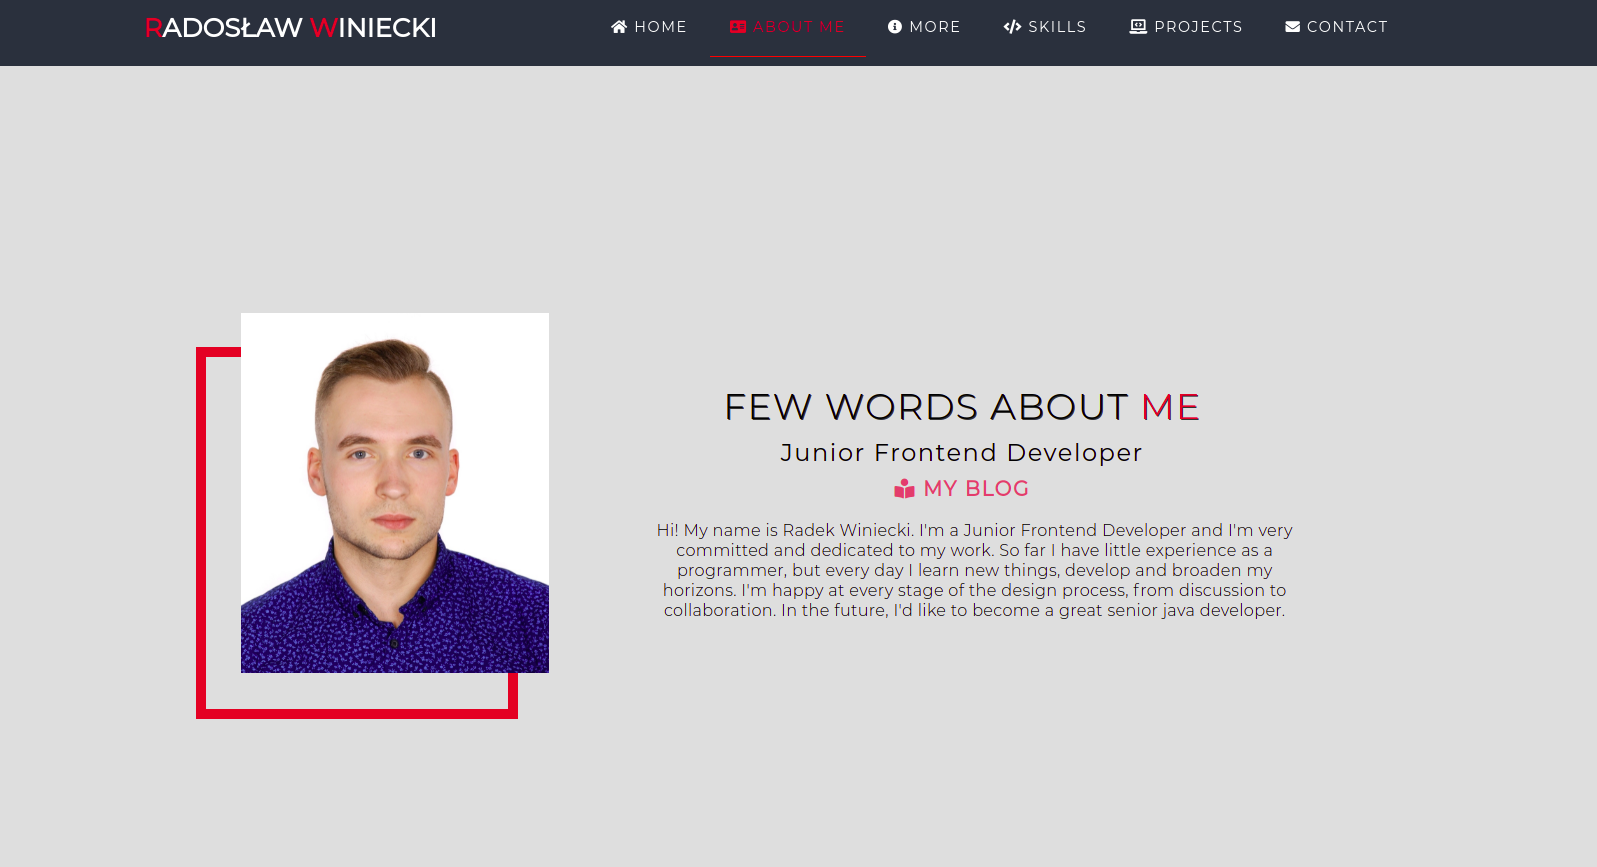 RADOSŁAW WINIECKI
HOME
ABOUT ME
MORE
SKILLS
PROJECTS
CONTACT
FEW WORDS ABOUT ME
Junior Frontend Developer
MY BLOG
Hi! My name is Radek Winiecki. I'm a Junior Frontend Developer and I'm very
committed and dedicated to my work. So far I have little experience as a
programmer, but every day I learn new things, develop and broaden my
horizons. I'm happy at every stage of the design process, from discussion to
collaboration. In the future, I'd like to become a great senior java developer.